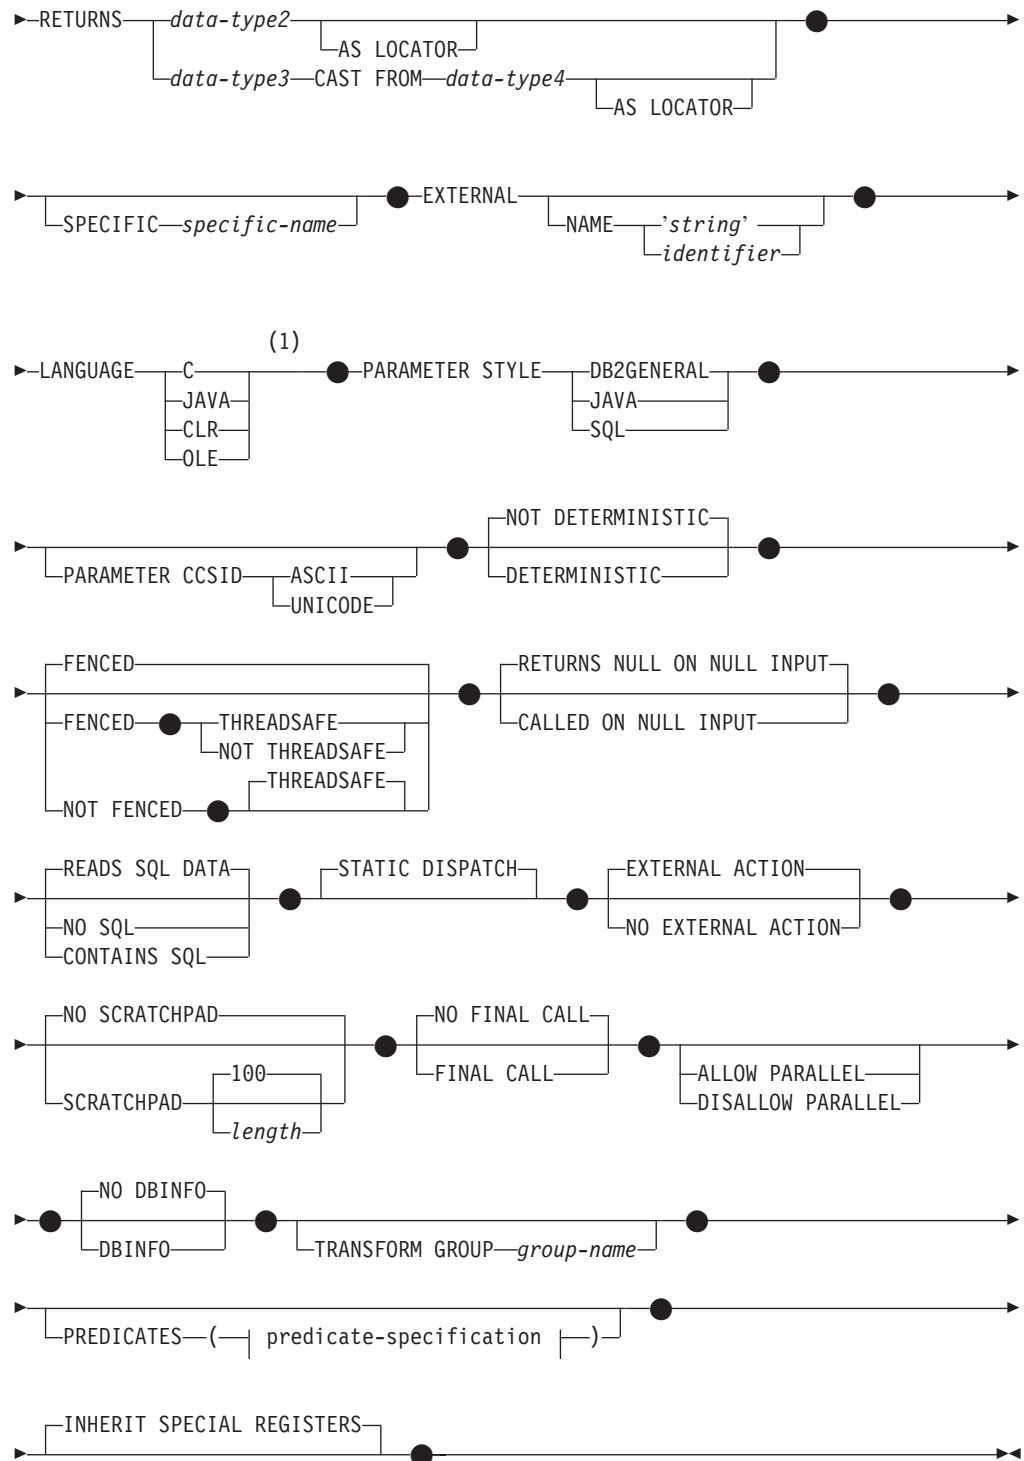 RETURNS data-type2
AS LOCATOR
data-type3 CAST FROM data-type4
AS LOCATOR
SPECIFIC specific-name
EXTERNAL
NAME 'string'
identifier
(1)
LANGUAGE C PARAMETER STYLE DB2GENERAL
JAVA JAVA
CLR SQL
OLE
NOT DETERMINISTIC
PARAMETER CCSID ASCII DETERMINISTIC
UNICODE
FENCED RETURNS NULL ON NULL INPUT
FENCED THREADSAFE CALLED ON NULL INPUT
NOT THREADSAFE
THREADSAFE
NOT FENCED
READS SQL DATA STATIC DISPATCH EXTERNAL ACTION
NO SQL NO EXTERNAL ACTION
CONTAINS SQL
NO SCRATCHPAD NO FINAL CALL
100 FINAL CALL ALLOW PARALLEL
SCRATCHPAD DISALLOW PARALLEL
length
NO DBINFO
DBINFO TRANSFORM GROUP group-name
PREDICATES ( predicate-specification )
INHERIT SPECIAL REGISTERS